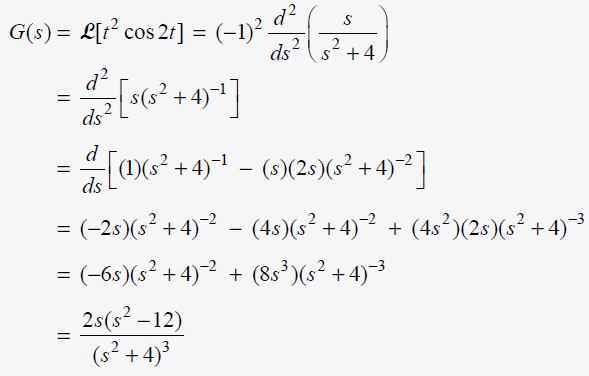 G(s) = ℒ[t² cos 2t] = (−1)² d²/ds² (s/(s² + 4))
= d²/ds² [s(s² + 4)⁻¹]
= d/ds [(1)(s² + 4)⁻¹ − (s)(2s)(s² + 4)⁻²]
= (−2s)(s² + 4)⁻² − (4s)(s² + 4)⁻² + (4s²)(2s)(s² + 4)⁻³
= (−6s)(s² + 4)⁻² + (8s³)(s² + 4)⁻³
= 2s(s² − 12)/(s² + 4)³